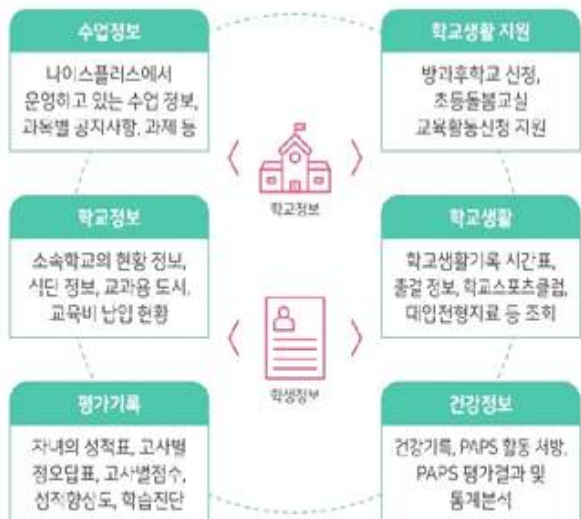 수업정보
나이스플러스에서
운영하고 있는 수업 정보,
과목별 공지사항, 과제 등
학교생활 지원
방과후학교 신청,
초등돌봄교실
교육활동신청 지원
학교정보
학교정보
소속학교의 현황 정보,
식단 정보, 교과용 도서,
교육비 납입 현황
학교생활
학교생활기록 시간표,
출결 정보, 학교스포츠클럽,
대입전형자료 등 조회
학생정보
평가기록
자녀의 성적표, 고사별
정오답표, 고사별점수,
성적향상도, 학습진단
건강정보
건강기록, PAPS 활동 처방,
PAPS 평가결과 및
통계분석